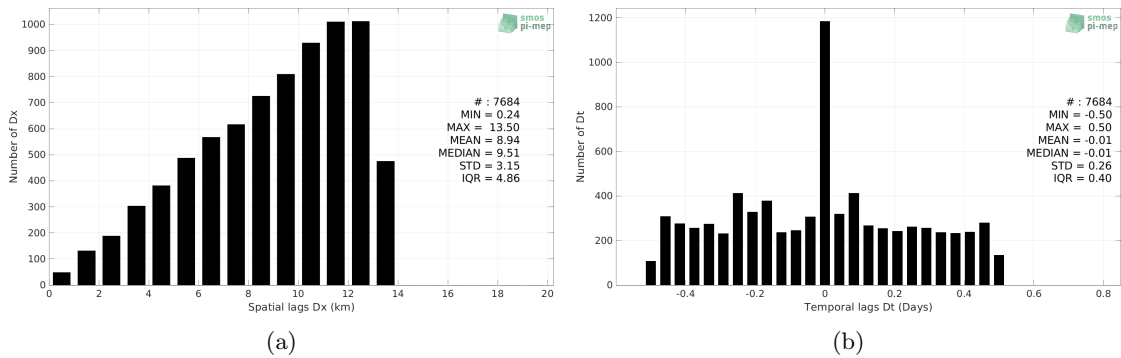 smos
pi-mep
1000
900
800
700
600
500
400
300
200
100
0
Number of Dx
# : 7684
MIN = 0.24
MAX = 13.50
MEAN = 8.94
MEDIAN = 9.51
STD = 3.15
IQR = 4.86
0 2 4 6 8 10 12 14 16 18 20
Spatial lags Dx (km)
(a)
smos
pi-mep
1200
1000
800
600
400
200
0
Number of Dt
# : 7684
MIN = -0.50
MAX = 0.50
MEAN = -0.01
MEDIAN = -0.01
STD = 0.26
IQR = 0.40
-0.4 -0.2 0 0.2 0.4 0.6 0.8
Temporal lags Dt (Days)
(b)